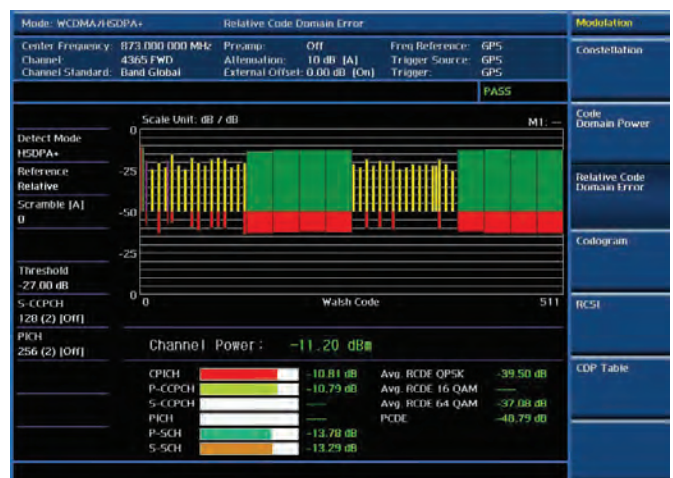 Mode: WCDMA/HSDPA+ Relative Code Domain Error Modulation
Center Frequency: 873.000 000 MHz Preamp: Off Freq Reference: GPS
Channel: 4365 FWD Attenuation: 10 dB [A] Trigger Source: GPS
Channel Standard: Band Global External Offset: 0.00 dB [On] Trigger: GPS
Constellation
PASS
Scale Unit: dB / dB M1: --
Code
Domain Power
Detect Mode
HSDPA+
Reference
Relative
Scramble [A]
0
Relative Code
Domain Error
0
-25
-50
-25
0
Codogram
Threshold
-27.00 dB
0 Walsh Code 511
S-CCPCH
128 (2) [Off]
RCSI
PICH
256 (2) [Off]
Channel Power: -11.20 dBm
CPICH -10.81 dB Avg. RCDE QPSK -39.50 dB
P-CCPCH -10.79 dB Avg. RCDE 16 QAM ----
S-CCPCH ---- Avg. RCDE 64 QAM -37.08 dB
PICH ---- PCDE -48.79 dB
P-SCH -13.78 dB
S-SCH -13.29 dB
CDP Table